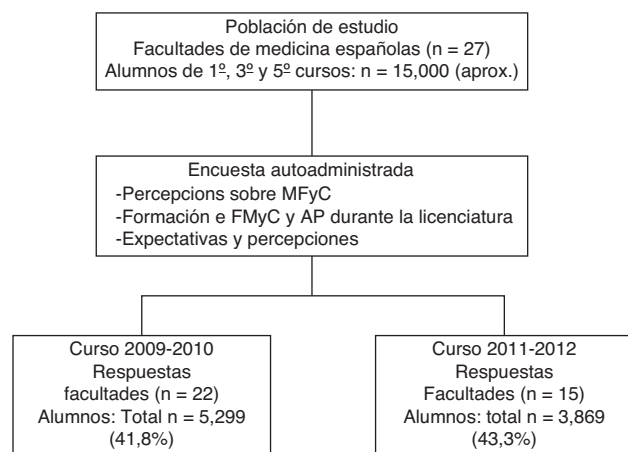 Población de estudio
Facultades de medicina españolas (n = 27)
Alumnos de 1º, 3º y 5º cursos: n = 15,000 (aprox.)
Encuesta autoadministrada
-Percepcions sobre MFyC
-Formación e FMyC y AP durante la licenciatura
-Expectativas y percepciones
Curso 2009-2010
Respuestas
facultades (n = 22)
Alumnos: Total n = 5,299
(41,8%)
Curso 2011-2012
Respuestas
Facultades (n = 15)
Alumnos: total n = 3,869
(43,3%)